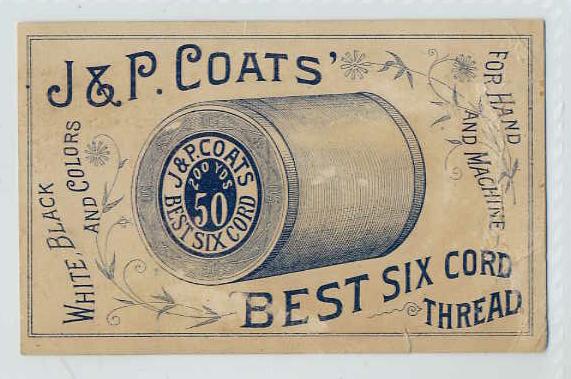 J & P. COATS'
WHITE, BLACK
AND COLORS
FOR HAND
AND MACHINE
J & P. COATS
200 YDS
50
BEST SIX CORD
BEST SIX CORD
THREAD